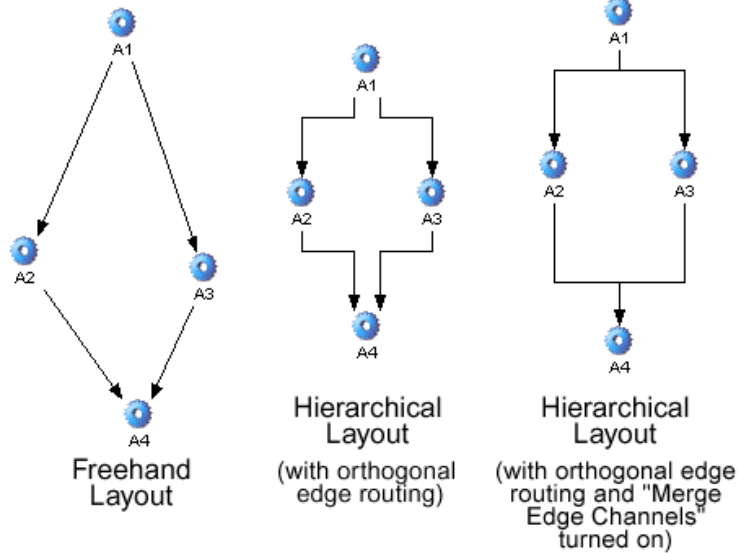 A1
A2
A3
A4
Freehand
Layout
A1
A2
A3
A4
Hierarchical
Layout
(with orthogonal
edge routing)
A1
A2
A3
A4
Hierarchical
Layout
(with orthogonal edge
routing and "Merge
Edge Channels"
turned on)